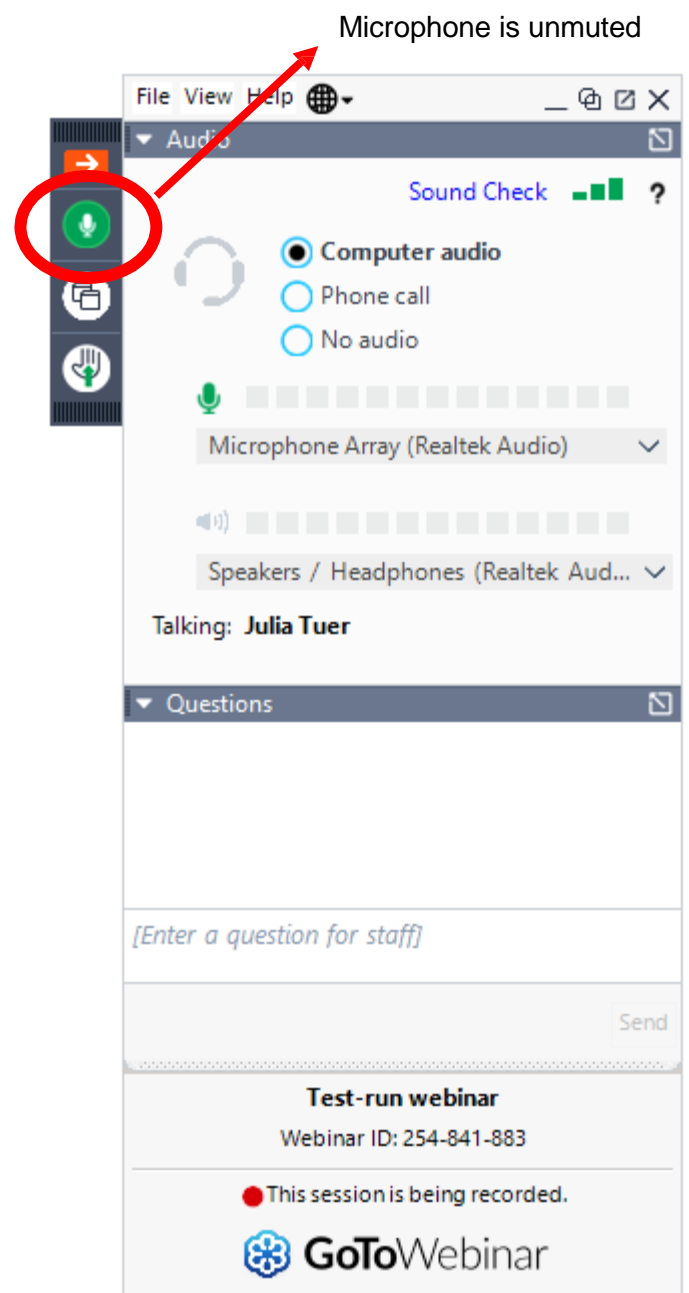 Microphone is unmuted
File View Help
Audio
Sound Check ?
Computer audio
Phone call
No audio
Microphone Array (Realtek Audio)
Speakers / Headphones (Realtek Aud...
Talking: Julia Tuer
Questions
[Enter a question for staff]
Send
Test-run webinar
Webinar ID: 254-841-883
This session is being recorded.
GoToWebinar